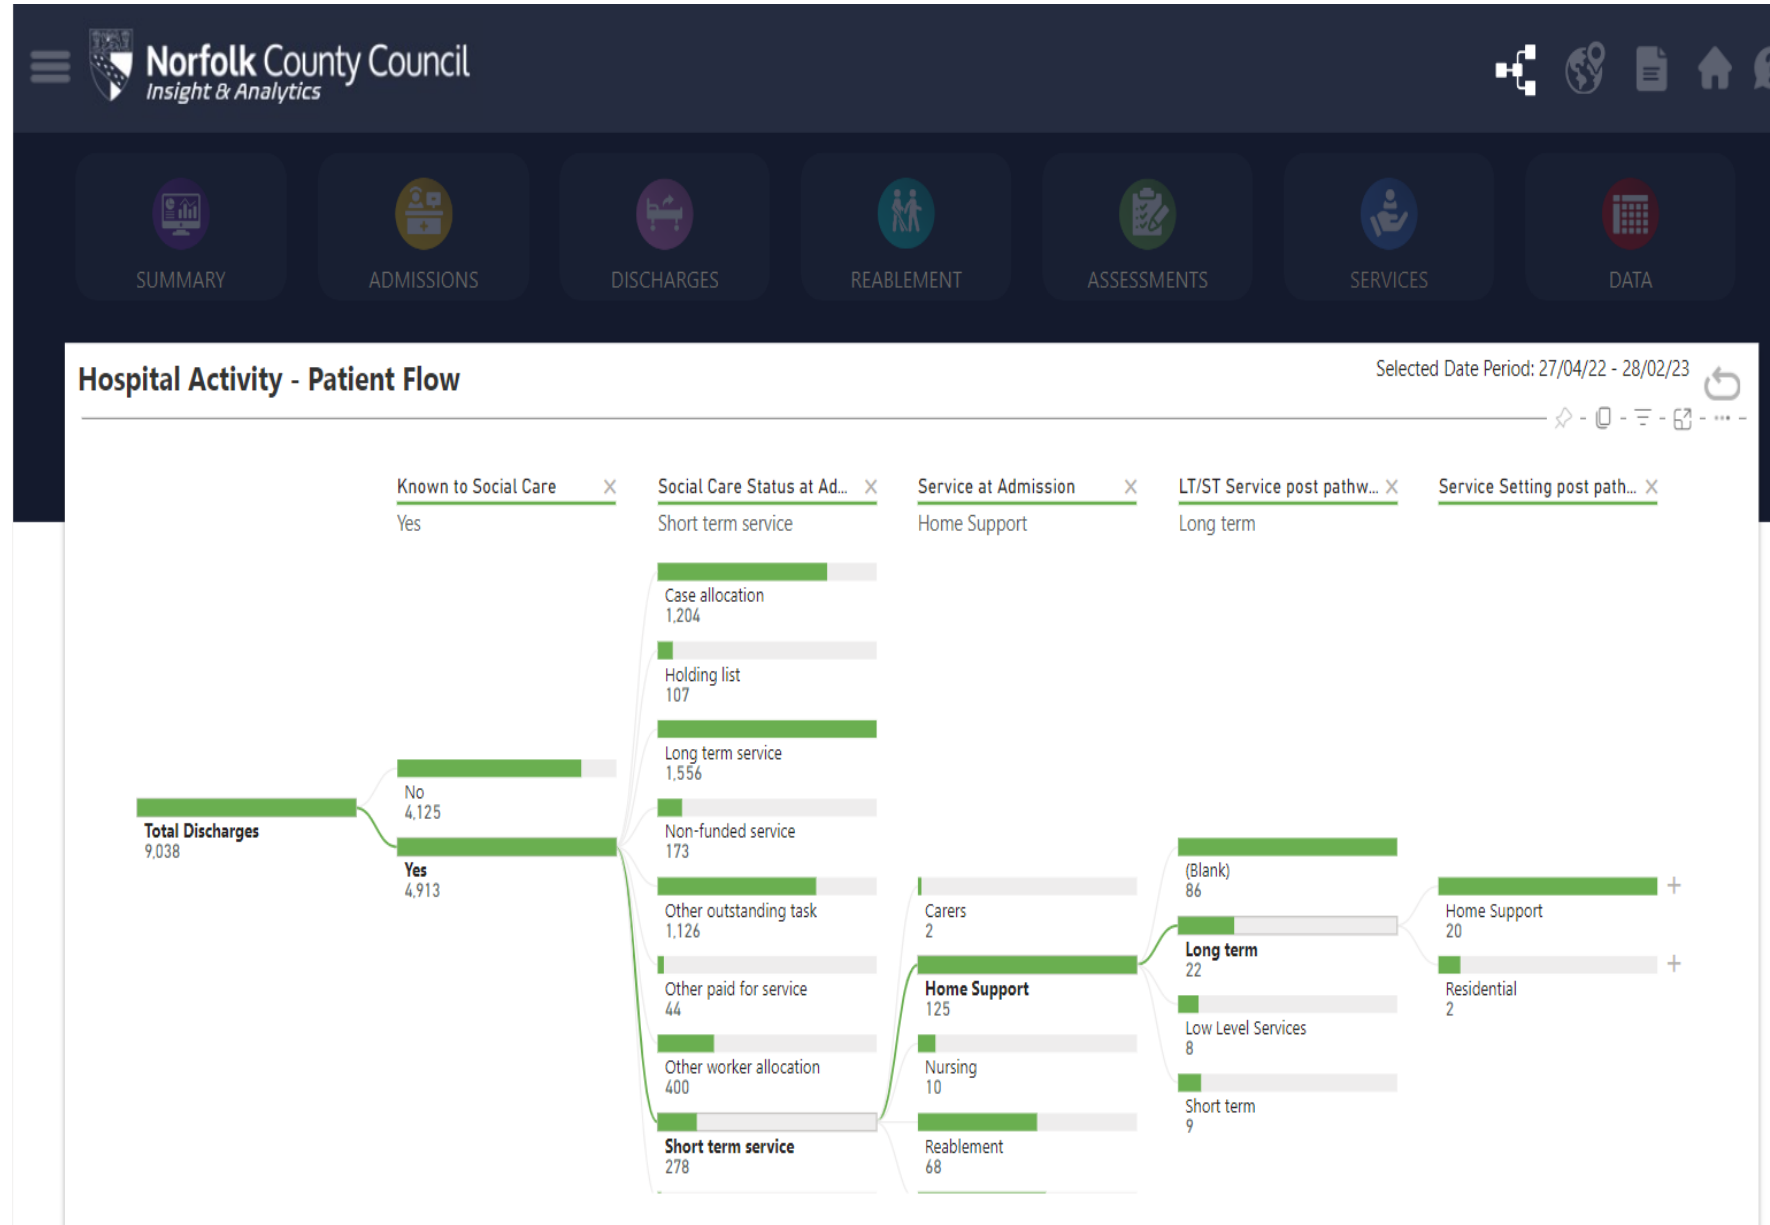 Norfolk County Council
Insight & Analytics
SUMMARY
ADMISSIONS
DISCHARGES
REABLEMENT
ASSESSMENTS
SERVICES
DATA
Hospital Activity - Patient Flow
Selected Date Period: 27/04/22 - 28/02/23
Known to Social Care
Yes
Social Care Status at Ad...
Short term service
Service at Admission
Home Support
LT/ST Service post pathw...
Long term
Service Setting post path...
Total Discharges
9,038
No
4,125
Yes
4,913
Case allocation
1,204
Holding list
107
Long term service
1,556
Non-funded service
173
Other outstanding task
1,126
Other paid for service
44
Other worker allocation
400
Short term service
278
Carers
2
Home Support
125
Nursing
10
Reablement
68
(Blank)
86
Long term
22
Low Level Services
8
Short term
9
Home Support
20
Residential
2